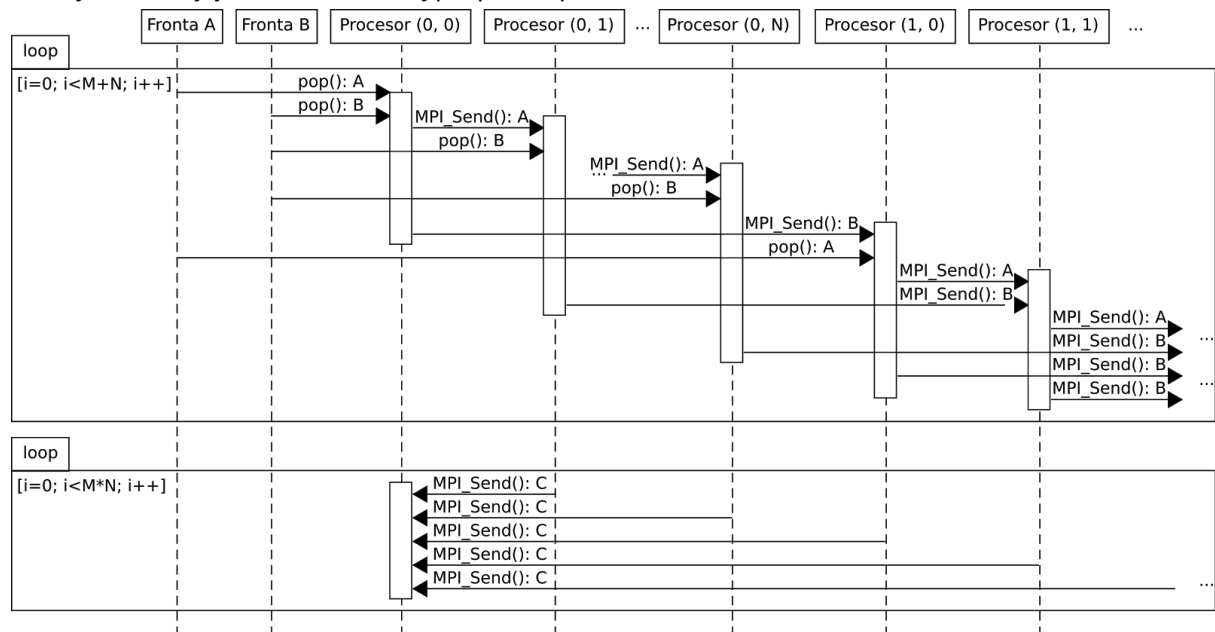 Fronta A Fronta B Procesor (0, 0) Procesor (0, 1) ... Procesor (0, N) Procesor (1, 0) Procesor (1, 1) ...
loop
[i=0; i<M+N; i++]
pop(): A
pop(): B
MPI_Send(): A
pop(): B
... MPI_Send(): A
pop(): B
MPI_Send(): B
pop(): A
MPI_Send(): A
MPI_Send(): B
MPI_Send(): A
...
MPI_Send(): B
MPI_Send(): B
...
MPI_Send(): B
loop
[i=0; i<M*N; i++]
MPI_Send(): C
MPI_Send(): C
MPI_Send(): C
MPI_Send(): C
MPI_Send(): C
...